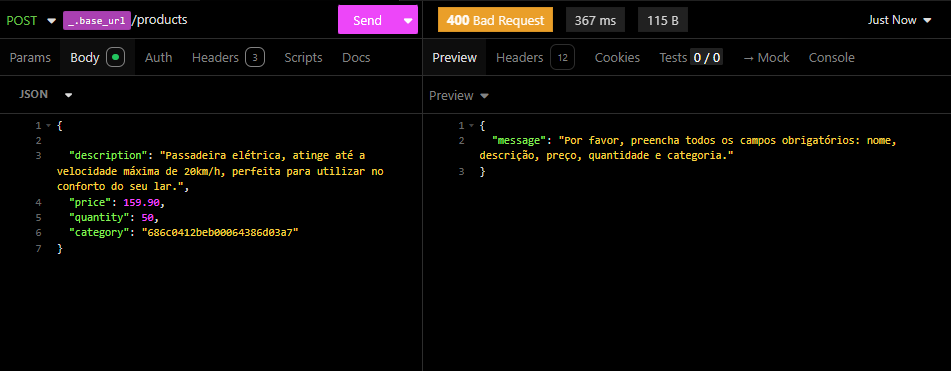 POST _.base_url/products Send
400 Bad Request 367 ms 115 B Just Now
Params Body Auth Headers 3 Scripts Docs
Preview Headers 12 Cookies Tests 0 / 0 → Mock Console
JSON
Preview
1 {
2
3 "description": "Passadeira elétrica, atinge até a
velocidade máxima de 20km/h, perfeita para utilizar no
conforto do seu lar.",
4 "price": 159.90,
5 "quantity": 50,
6 "category": "686c0412beb00064386d03a7"
7 }
1 {
2 "message": "Por favor, preencha todos os campos obrigatórios: nome,
descrição, preço, quantidade e categoria."
3 }